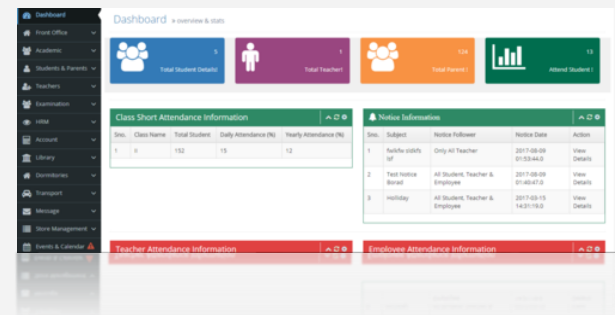 Dashboard
Front Office
Academic
Students & Parents
Teachers
Examination
HRM
Account
Library
Dormitories
Transport
Message
Store Management
Events & Calendar
Dashboard » overview & stats
5
Total Student Details!
1
Total Teacher!
124
Total Parent !
13
Attend Student !
Class Short Attendance Information
Sno. Class Name Total Student Daily Attendance (%) Yearly Attendance (%)
1 II 152 15 12
Notice Information
Sno. Subject Notice Follower Notice Date Action
1 Only All Teacher 2017-08-09 View
01:53:44.0 Details
2 Test Notice All Student, Teacher & 2017-08-09 View
Borad Employee 01:40:47.0 Details
3 Holliday All Student, Teacher & 2017-03-15 View
Employee 14:31:19.0 Details
Teacher Attendance Information
Employee Attendance Information